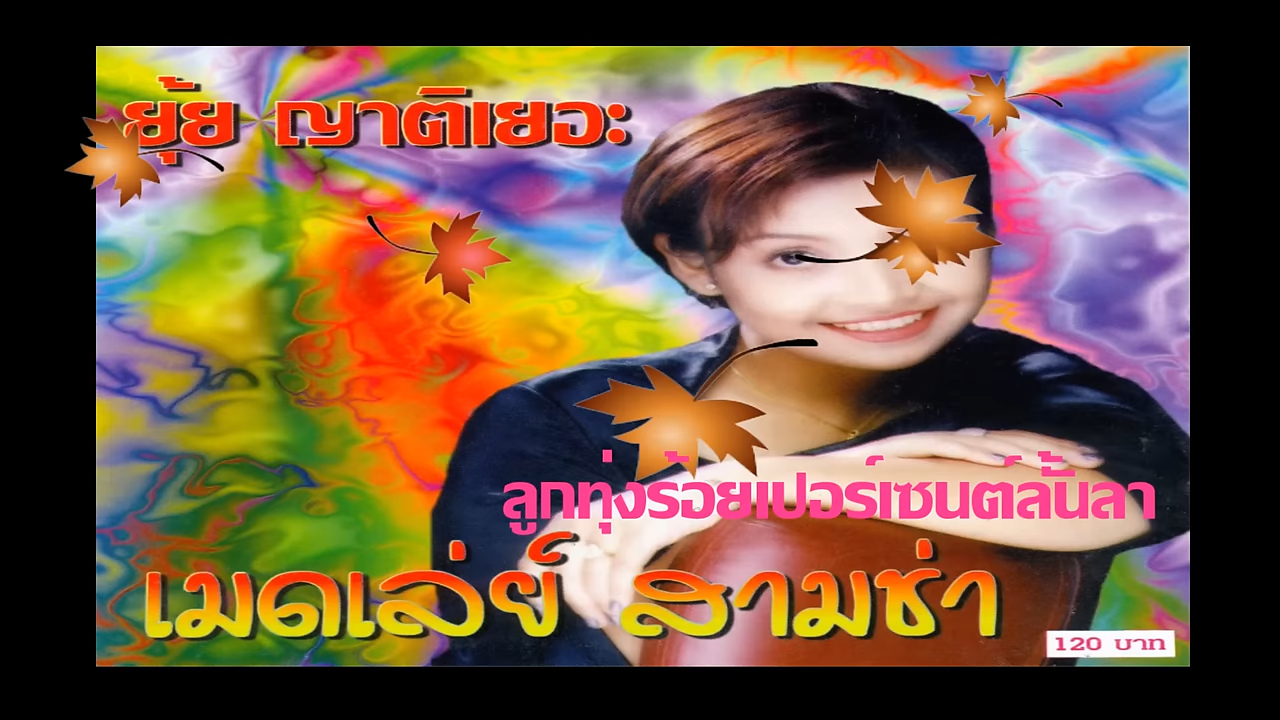 ยุ้ย ญาติเยอะ
ลูกทุ่งร้อยเปอร์เซนต์ลั้นลา
เมดเล่ย์ สามช่า
120 บาท